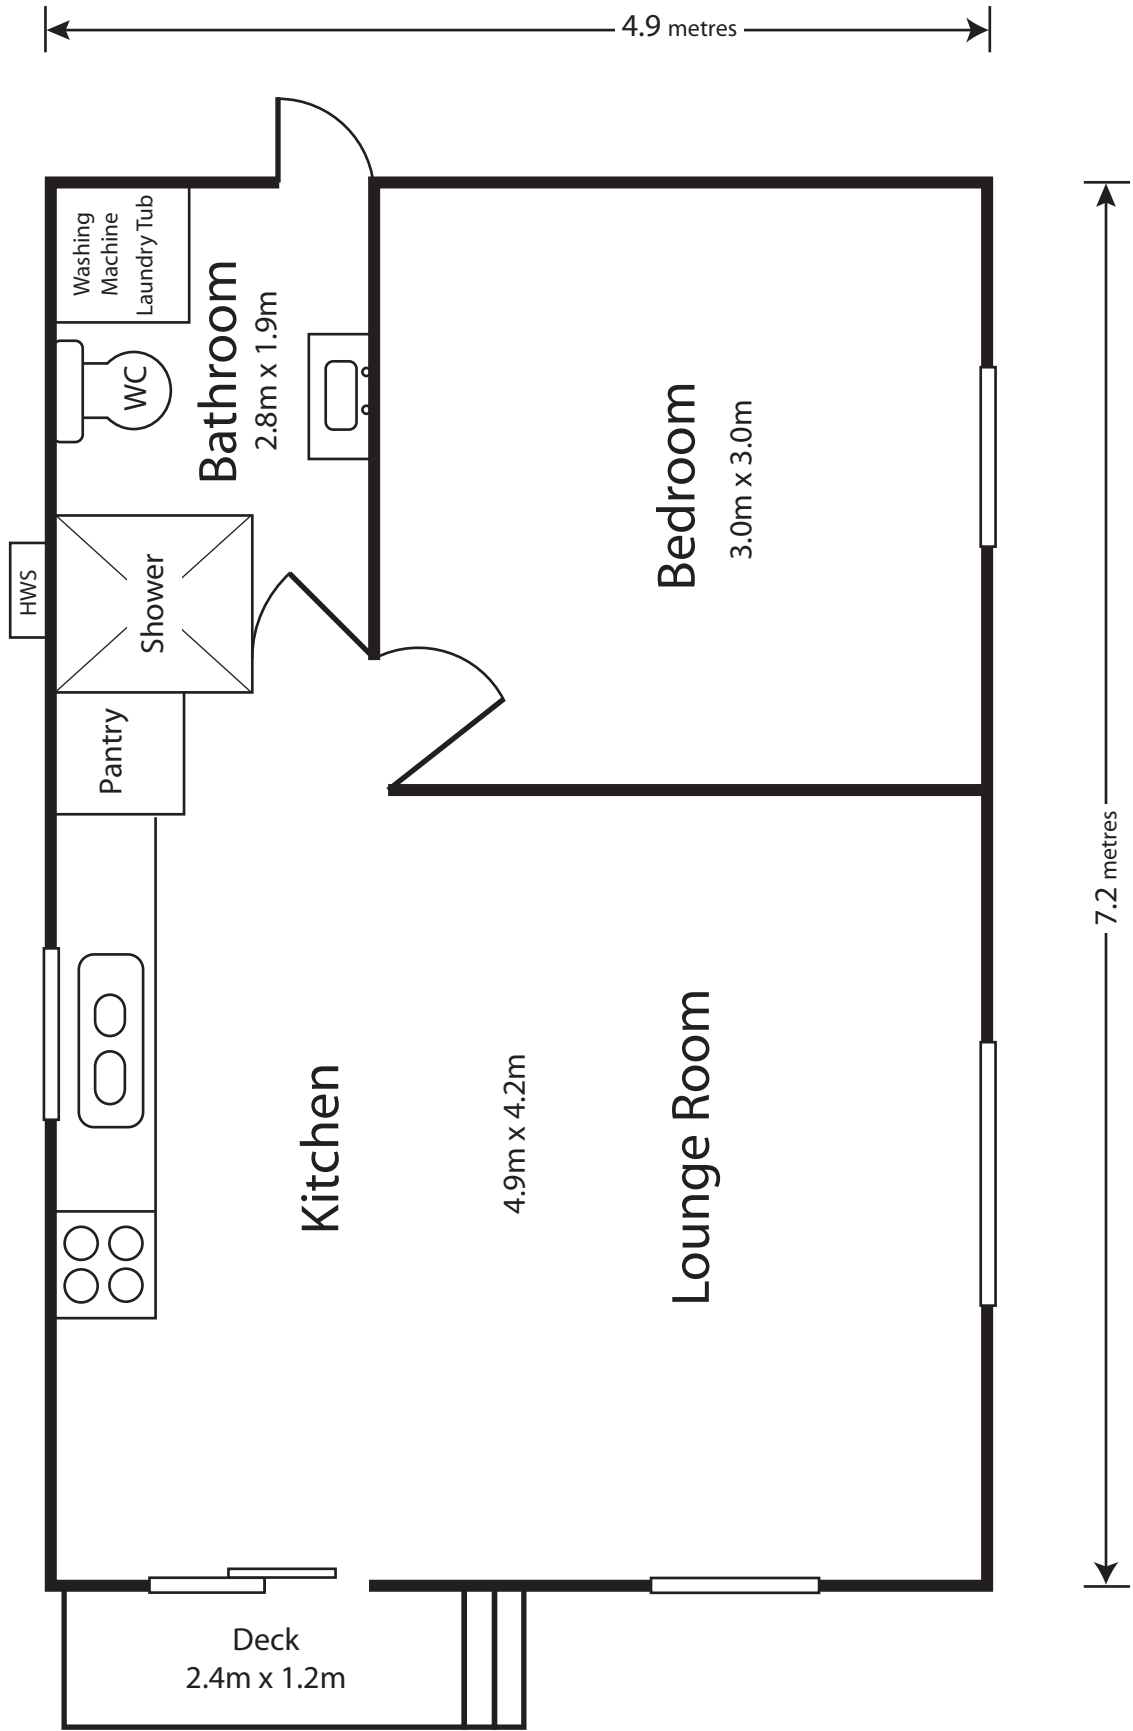 4.9 metres
Washing
Machine
Laundry Tub
WC
Bathroom
2.8m x 1.9m
HWS
Shower
Pantry
Bedroom
3.0m x 3.0m
7.2 metres
Kitchen
4.9m x 4.2m
Lounge Room
Deck
2.4m x 1.2m